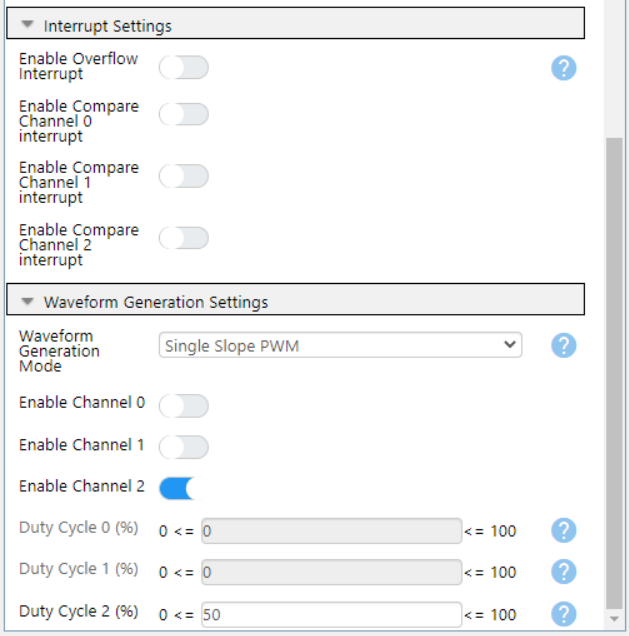 Interrupt Settings
Enable Overflow
Interrupt
?
Enable Compare
Channel 0
interrupt
Enable Compare
Channel 1
interrupt
Enable Compare
Channel 2
interrupt
Waveform Generation Settings
Waveform
Generation
Mode
Single Slope PWM
?
Enable Channel 0
Enable Channel 1
Enable Channel 2
Duty Cycle 0 (%) 0 <= 0 <= 100 ?
Duty Cycle 1 (%) 0 <= 0 <= 100 ?
Duty Cycle 2 (%) 0 <= 50 <= 100 ?